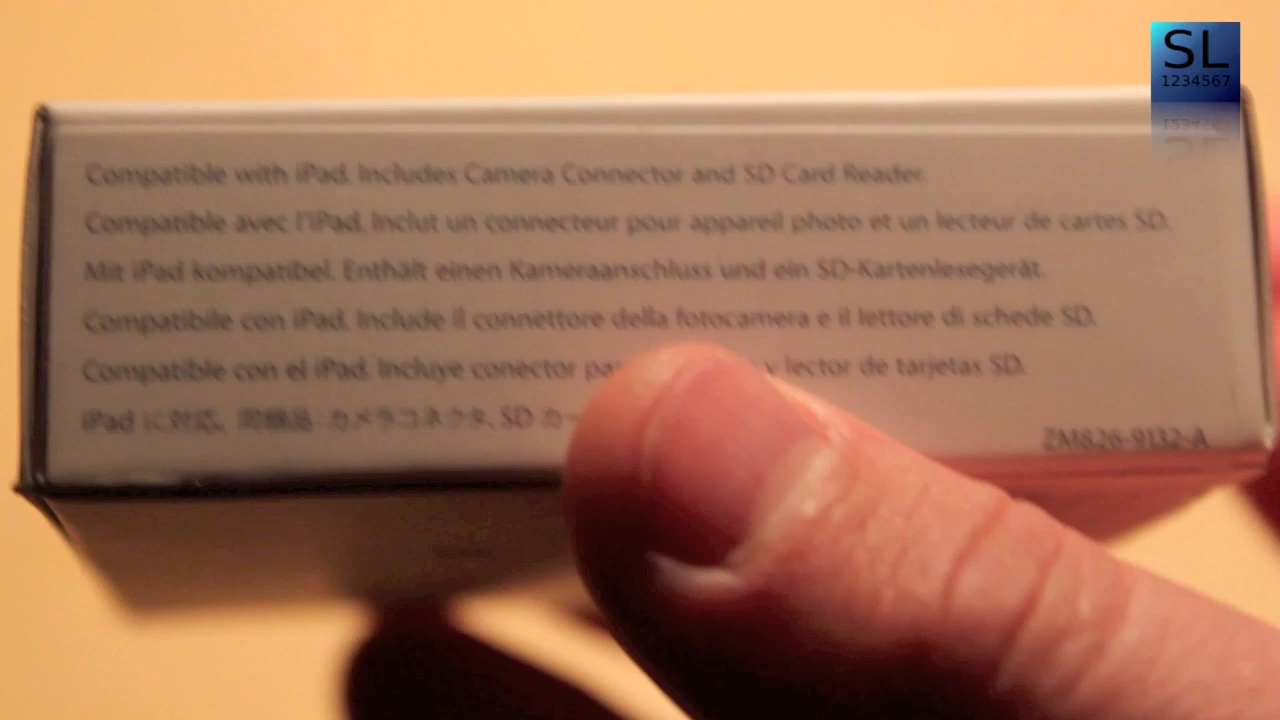 SL
1234567
Compatible with iPad. Includes Camera Connector and SD Card Reader.
Compatible avec l'iPad. Inclut un connecteur pour appareil photo et un lecteur de cartes SD.
Mit iPad kompatibel. Enthält einen Kameraanschluss und ein SD-Kartenlesegerät.
Compatibile con iPad. Include il connettore della fotocamera e il lettore di schede SD.
Compatible con el iPad. Incluye conector y lector de tarjetas SD.
iPad に対応。同梱品：カメラコネクタ、SD カー
ZM826-9132-A